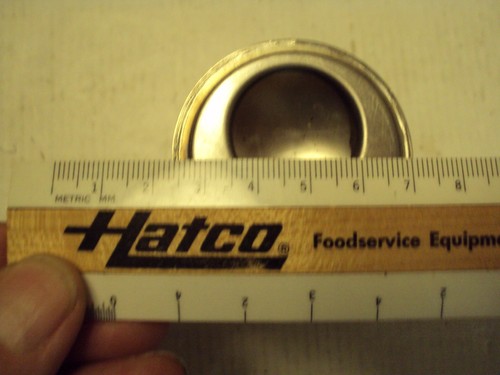 1 2 3 4 5 6 7 8
METRIC MM
Hatco® Foodservice Equipme